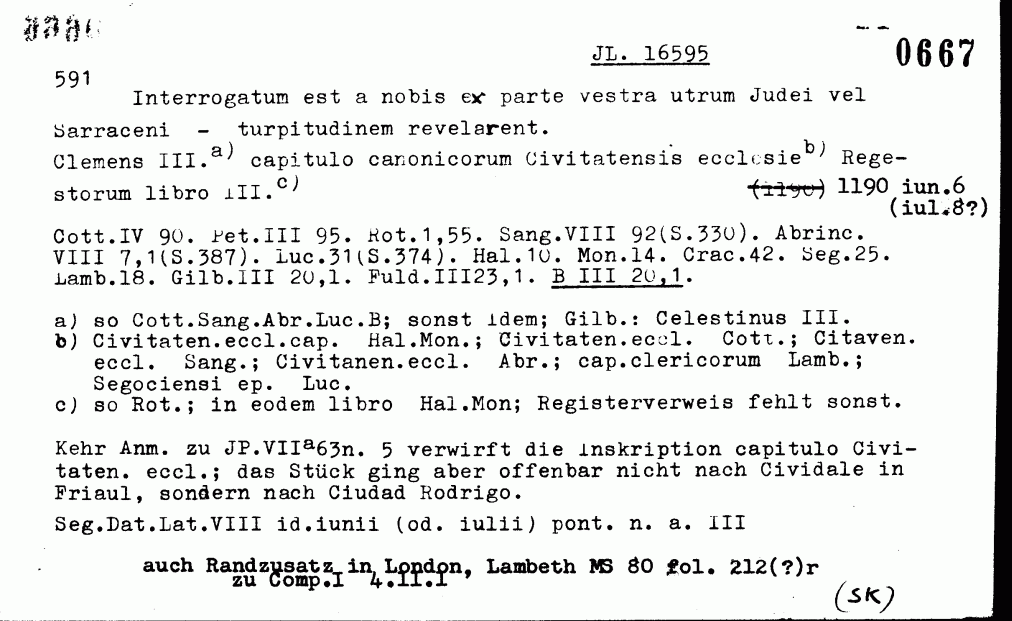 JL. 16595
0667
591
Interrogatum est a nobis ex parte vestra utrum Judei vel
Sarraceni - turpitudinem revelarent.
Clemens III.a) capitulo canonicorum Civitatensis ecclesieb) Rege-
storum libro III.c) (1190) 1190 iun.6
(iul.8?)
Cott.IV 90. Pet.III 95. Rot.1,55. Sang.VIII 92(S.330). Abrinc.
VIII 7,1(S.387). Luc.31(S.374). Hal.10. Mon.14. Crac.42. Seg.25.
Lamb.18. Gilb.III 20,1. Fuld.III23,1. B III 20,1.
a) so Cott.Sang.Abr.Luc.B; sonst idem; Gilb.: Celestinus III.
b) Civitaten.eccl.cap. Hal.Mon.; Civitaten.eccl. Cott.; Citaven.
eccl. Sang.; Civitanen.eccl. Abr.; cap.clericorum Lamb.;
Segociensi ep. Luc.
c) so Rot.; in eodem libro Hal.Mon; Registerverweis fehlt sonst.
Kehr Anm. zu JP.VIIa63n. 5 verwirft die Inskription capitulo Civi-
taten. eccl.; das Stück ging aber offenbar nicht nach Cividale in
Friaul, sondern nach Ciudad Rodrigo.
Seg.Dat.Lat.VIII id.iunii (od. iulii) pont. n. a. III
auch Randzusatz in London, Lambeth MS 80 fol. 212(?)r
zu Comp.I 4.II.1
(SK)